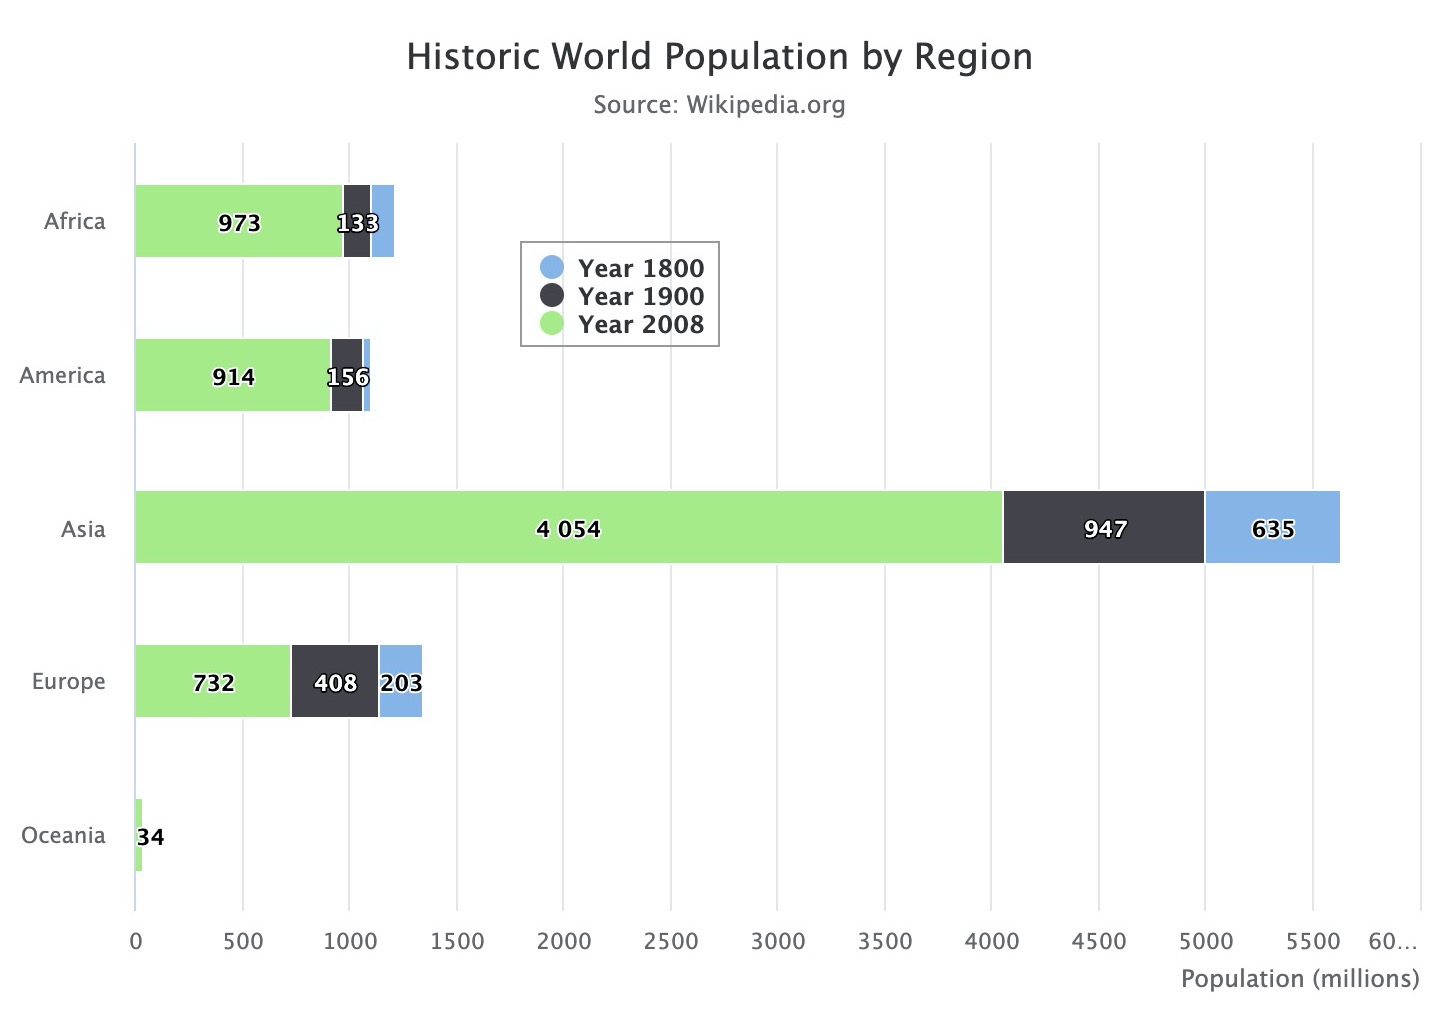 Historic World Population by Region
Source: Wikipedia.org
Africa
973
133
Year 1800
Year 1900
Year 2008
America
914
156
Asia
4 054
947
635
Europe
732
408
203
Oceania
34
0 500 1000 1500 2000 2500 3000 3500 4000 4500 5000 5500 60…
Population (millions)